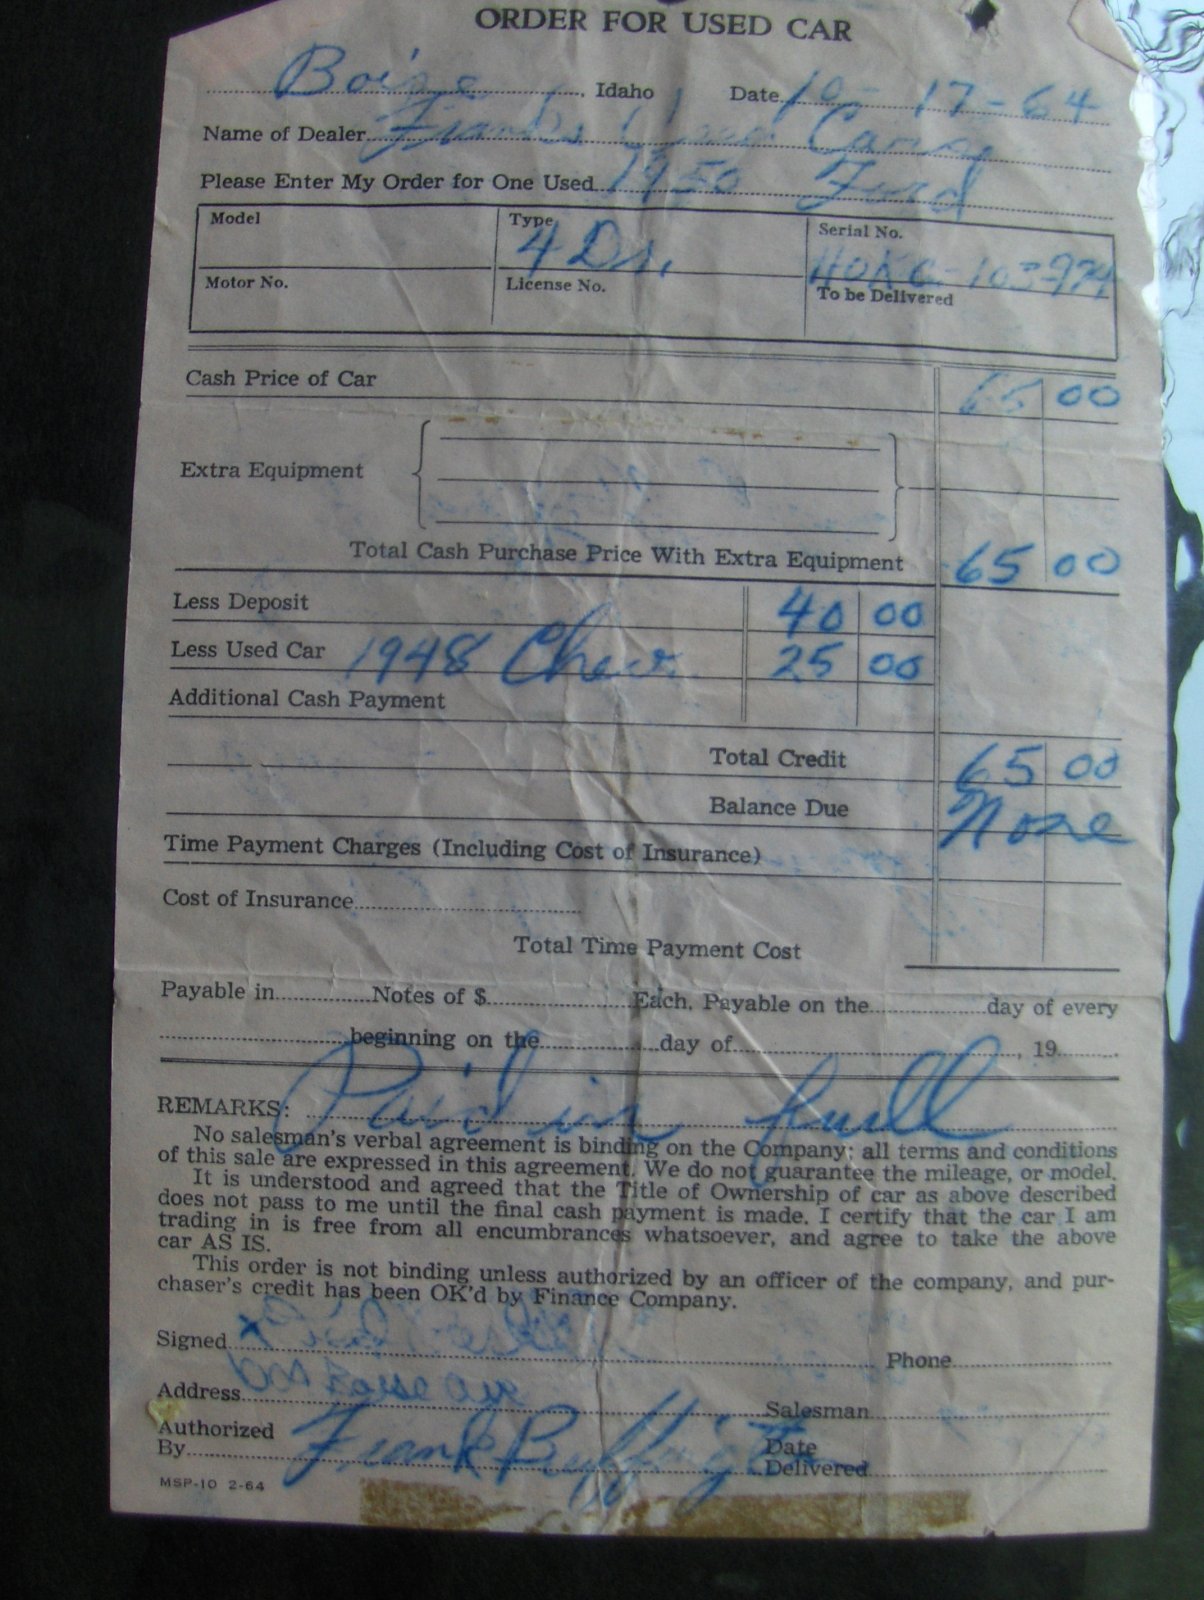 ORDER FOR USED CAR
Boise, Idaho Date 10-17-64
Name of Dealer Frank's Used Cars
Please Enter My Order for One Used 1950 Ford
Model Type 4 Dr. Serial No.
Motor No. License No. To be Delivered
Cash Price of Car 65 00
Extra Equipment
Total Cash Purchase Price With Extra Equipment 65 00
Less Deposit 40 00
Less Used Car 1948 Chev. 25 00
Additional Cash Payment
Total Credit 65 00
Balance Due None
Time Payment Charges (Including Cost of Insurance)
Cost of Insurance
Total Time Payment Cost
Payable in Notes of $ Each, Payable on the day of every
beginning on the day of , 19
REMARKS: Paid in full
No salesman's verbal agreement is binding on the Company; all terms and conditions
of this sale are expressed in this agreement. We do not guarantee the mileage, or model.
It is understood and agreed that the Title of Ownership of car as above described
does not pass to me until the final cash payment is made. I certify that the car I am
trading in is free from all encumbrances whatsoever, and agree to take the above
car AS IS.
This order is not binding unless authorized by an officer of the company, and pur-
chaser's credit has been OK'd by Finance Company.
Signed x Phone
Address Salesman
Authorized
By Frank Buffington Date
Delivered
MSP-10 2-64